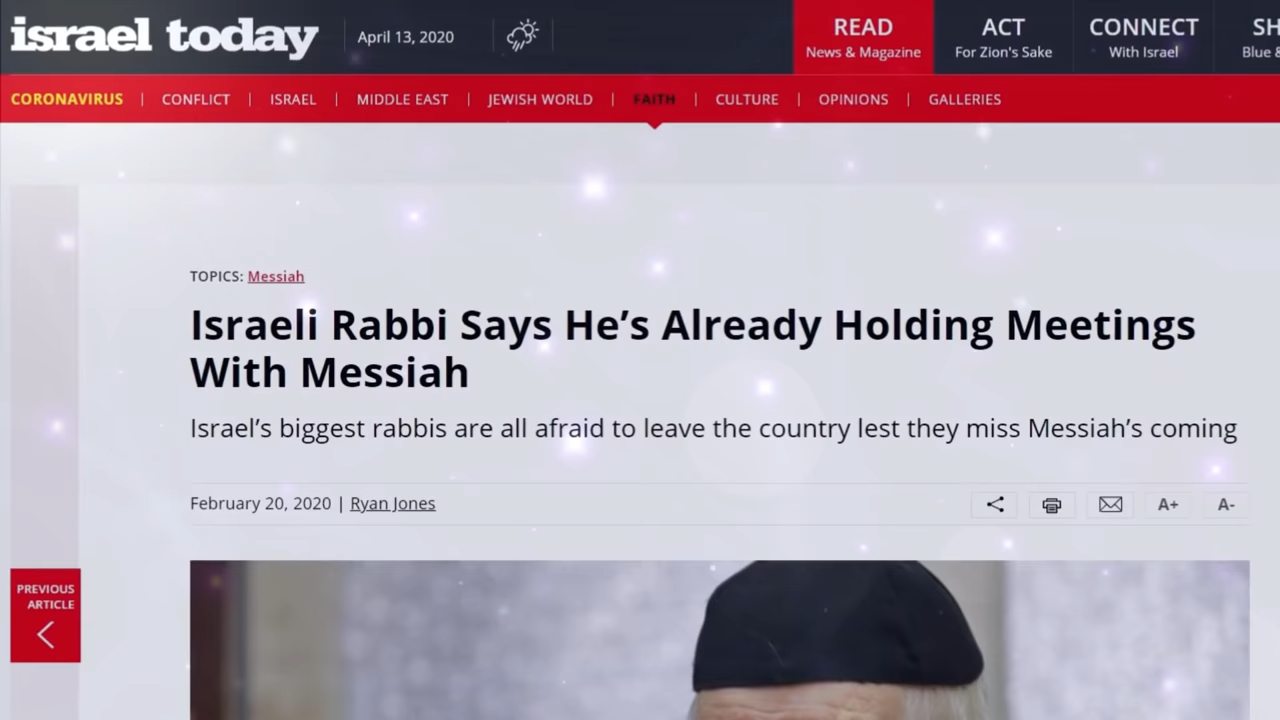 israel today
April 13, 2020
READ
News & Magazine
ACT
For Zion's Sake
CONNECT
With Israel
SH
Blue &
CORONAVIRUS
CONFLICT
ISRAEL
MIDDLE EAST
JEWISH WORLD
FAITH
CULTURE
OPINIONS
GALLERIES
TOPICS: Messiah
Israeli Rabbi Says He's Already Holding Meetings
With Messiah
Israel's biggest rabbis are all afraid to leave the country lest they miss Messiah's coming
February 20, 2020 | Ryan Jones
A+
A-
PREVIOUS
ARTICLE